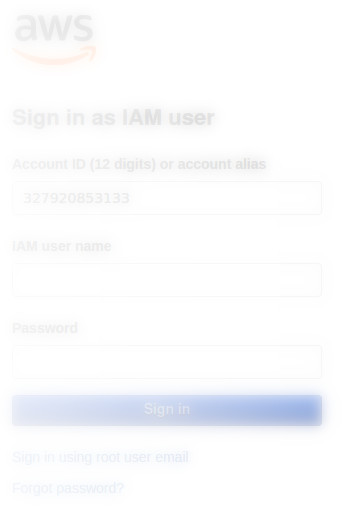 aws
Sign in as IAM user
Account ID (12 digits) or account alias
327920853133
IAM user name
Password
Sign in
Sign in using root user email
Forgot password?